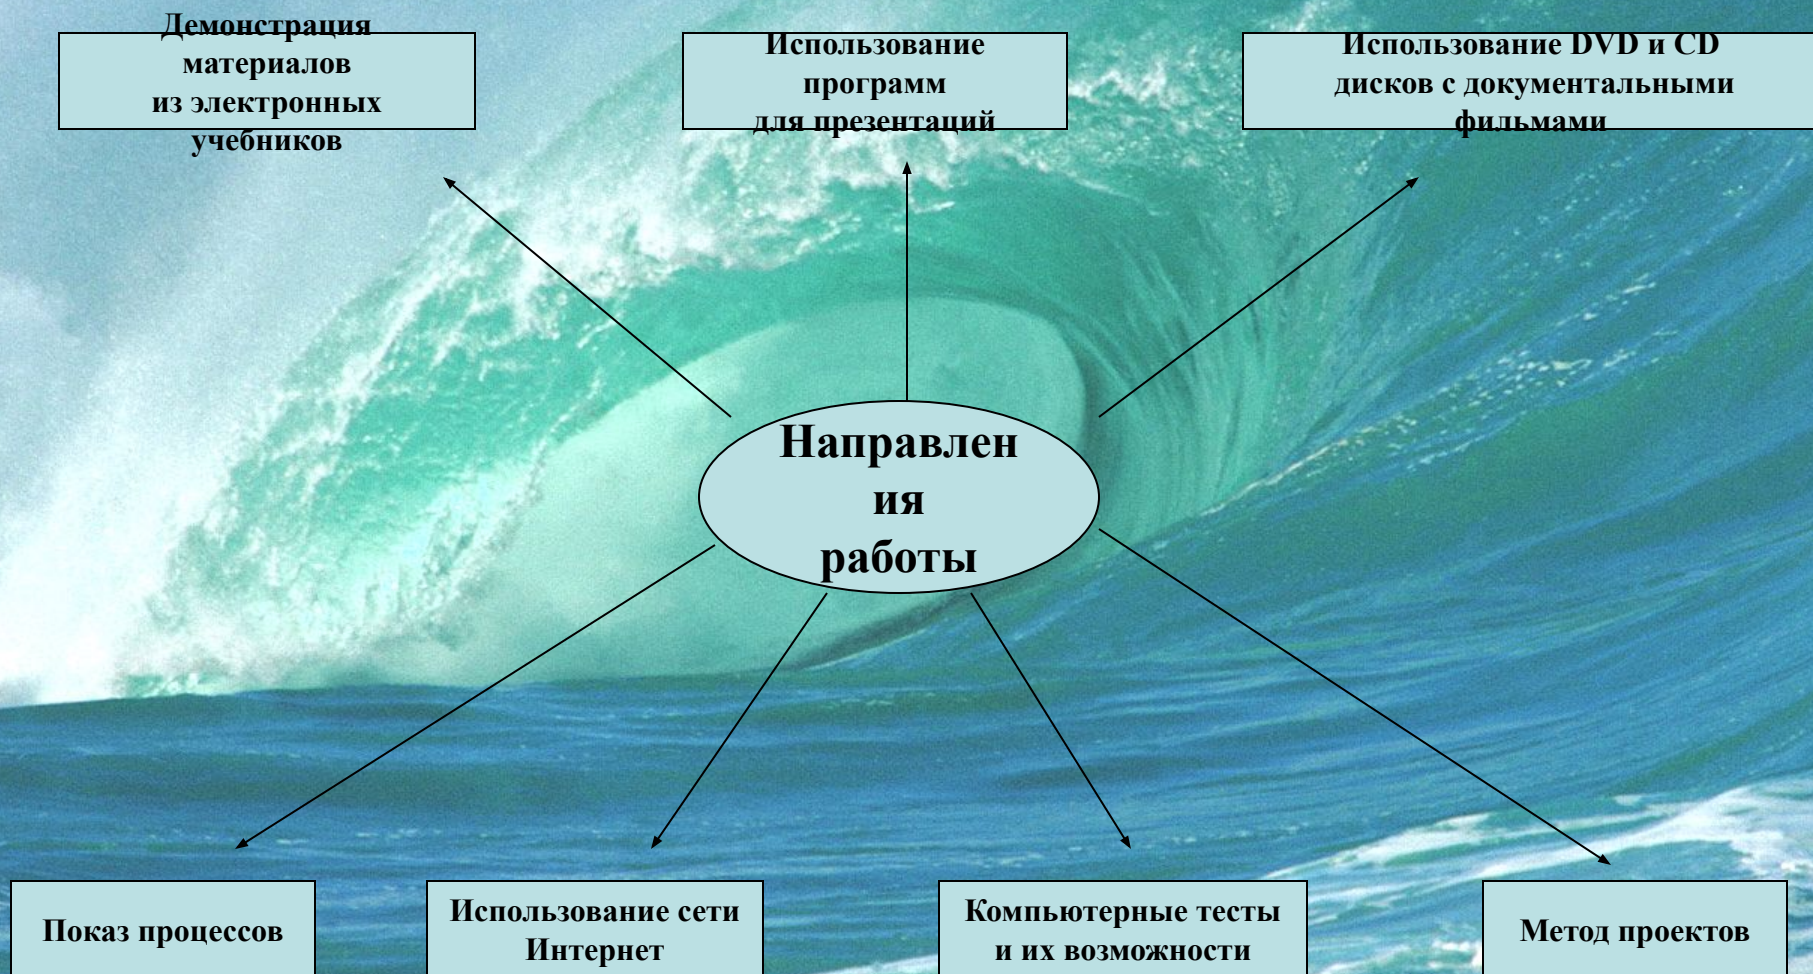 Демонстрация
материалов
из электронных
учебников
Использование
программ
для презентаций
Использование DVD и CD
дисков с документальными
фильмами
Направлен
ия
работы
Показ процессов
Использование сети
Интернет
Компьютерные тесты
и их возможности
Метод проектов